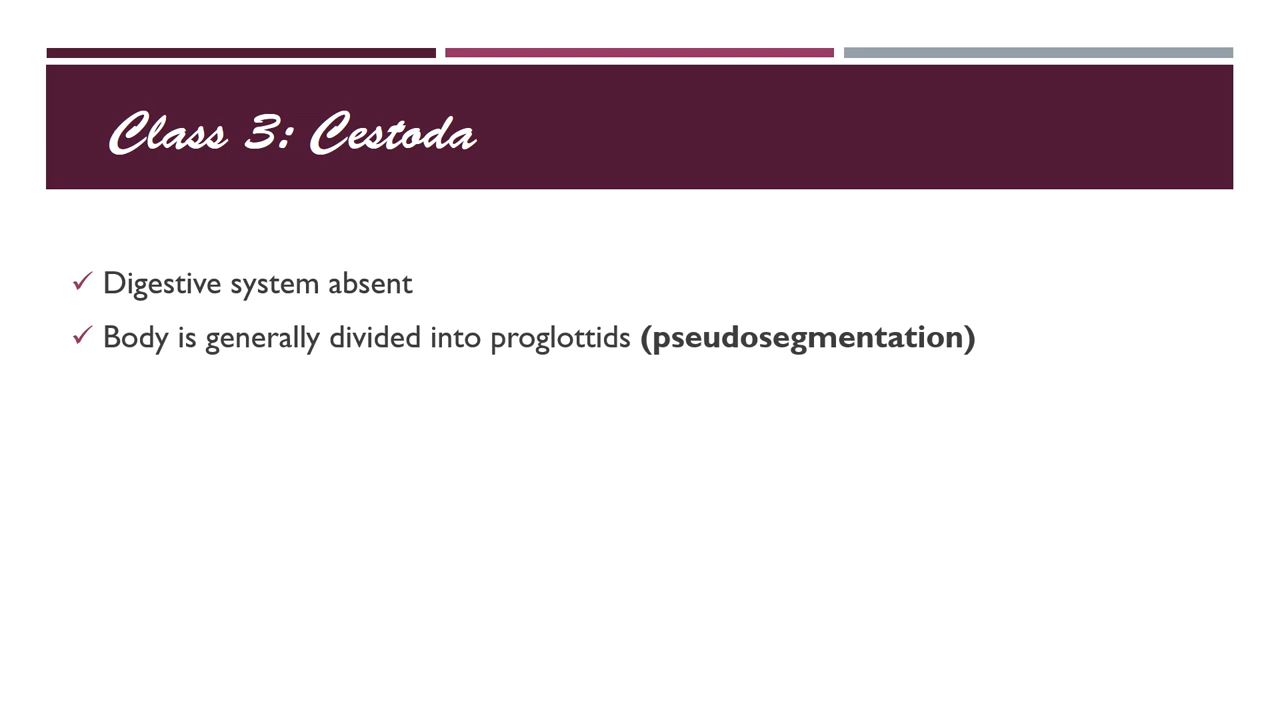 Class 3: Cestoda
✓ Digestive system absent
✓ Body is generally divided into proglottids (pseudosegmentation)